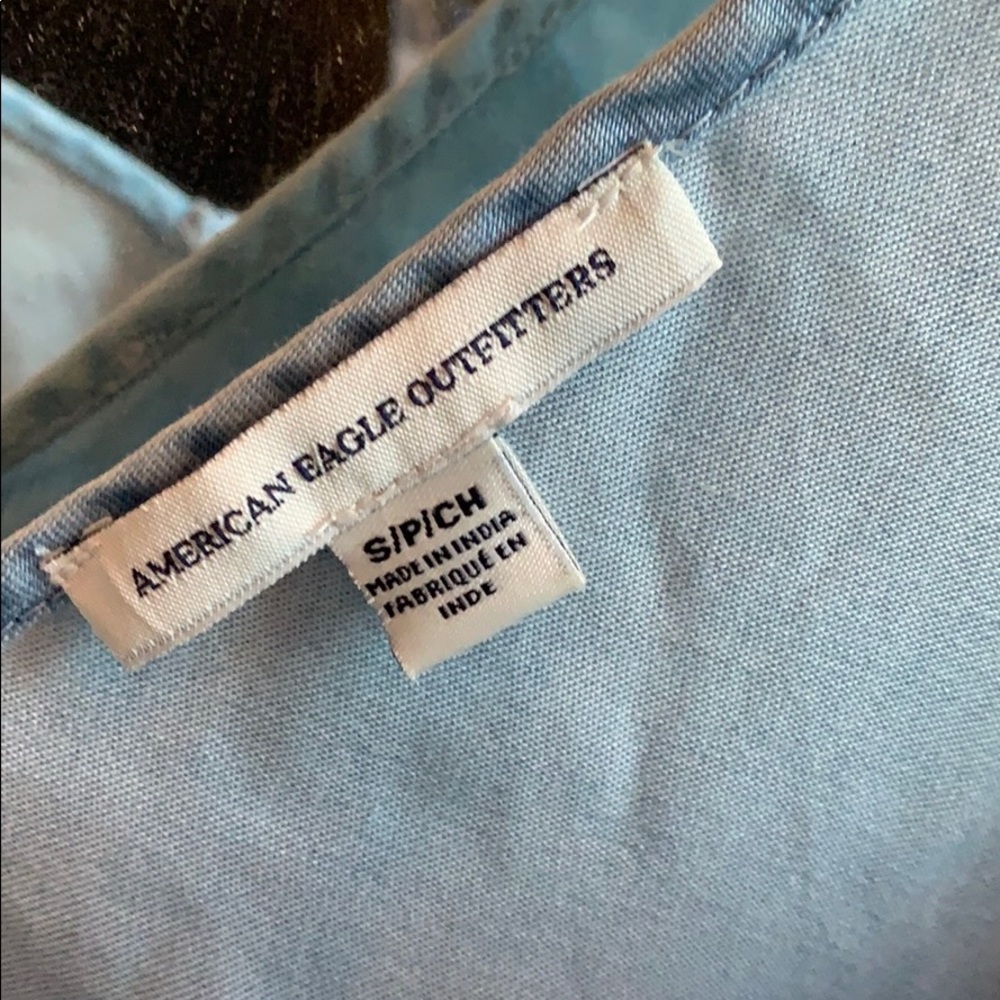 AMERICAN EAGLE OUTFITTERS
S/P/CH
MADE IN INDIA
FABRIQUÉ EN
INDE